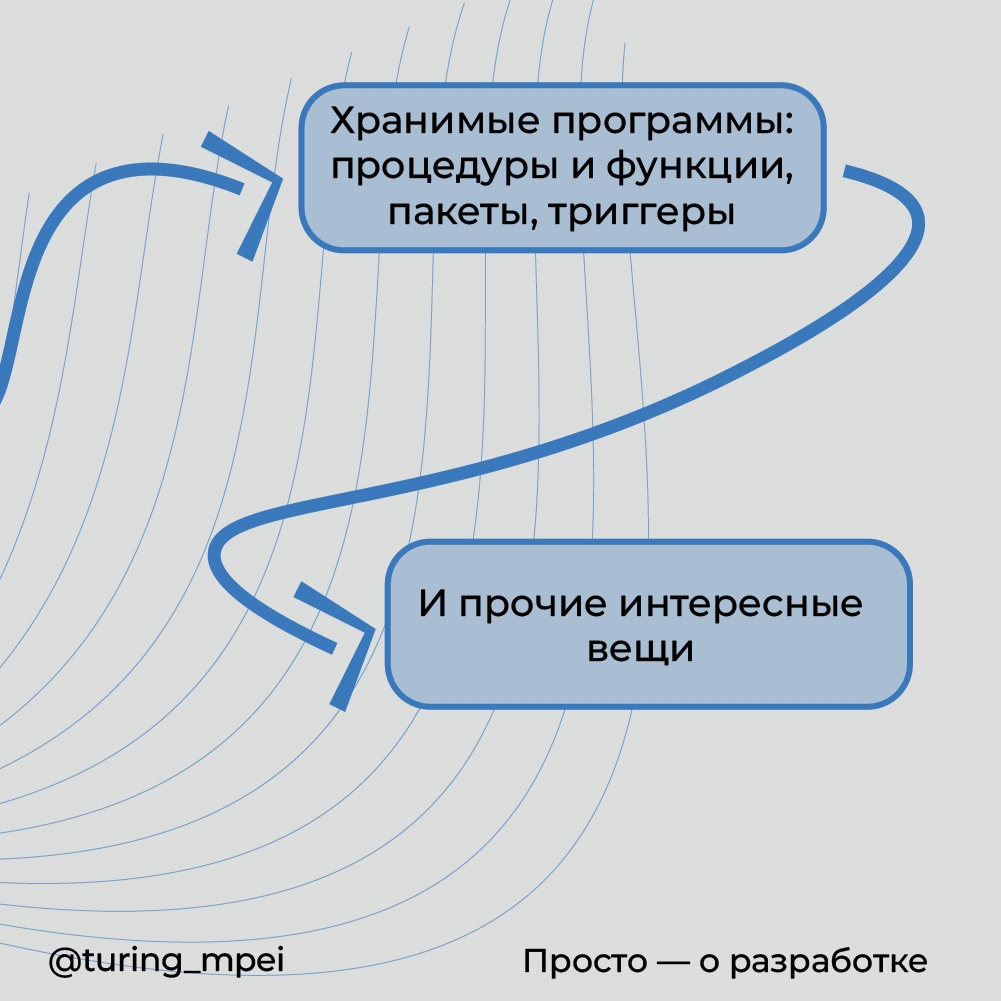 Хранимые программы:
процедуры и функции,
пакеты, триггеры
И прочие интересные
вещи
@turing_mpei
Просто — о разработке